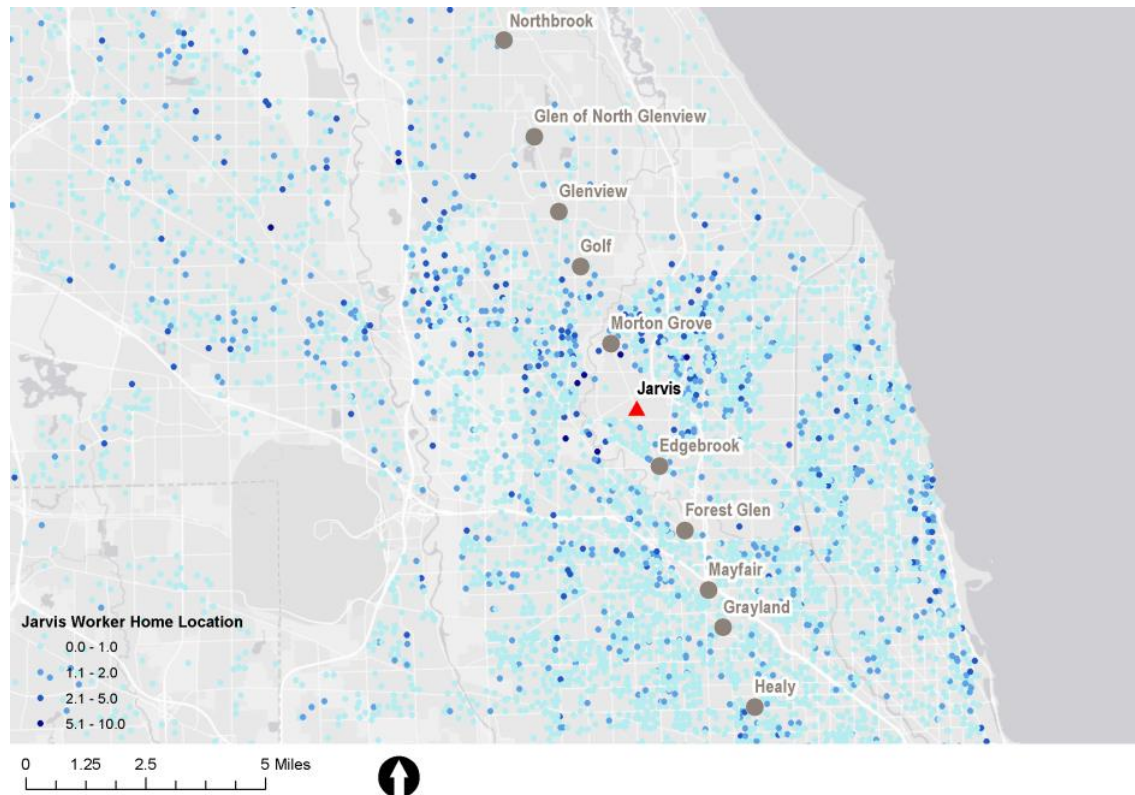 Northbrook
Glen of North Glenview
Glenview
Golf
Morton Grove
Jarvis
Edgebrook
Forest Glen
Mayfair
Grayland
Healy
Jarvis Worker Home Location
0.0 - 1.0
1.1 - 2.0
2.1 - 5.0
5.1 - 10.0
0 1.25 2.5 5 Miles